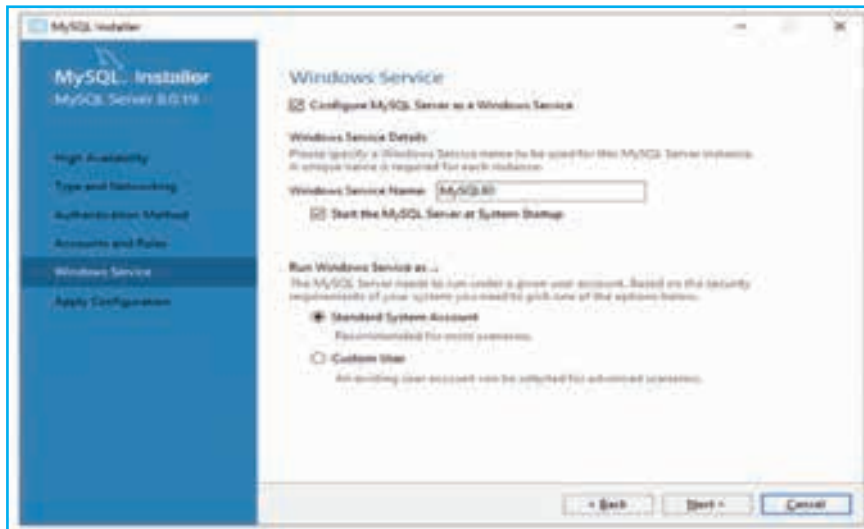 MySQL Installer
MySQL. Installer
MySQL Server 8.0.19
High Availability
Type and Networking
Authentication Method
Accounts and Roles
Windows Service
Apply Configuration
Windows Service
Configure MySQL Server as a Windows Service
Windows Service Details
Please specify a Windows Service name to be used for this MySQL Server instance.
A unique name is required for each instance.
Windows Service Name: MySQL80
Start the MySQL Server at System Startup
Run Windows Service as ...
The MySQL Server needs to run under a given user account. Based on the security
requirements of your system you need to pick one of the options below.
Standard System Account
Recommended for most scenarios.
Custom User
An existing user account can be selected for advanced scenarios.
< Back
Next >
Cancel